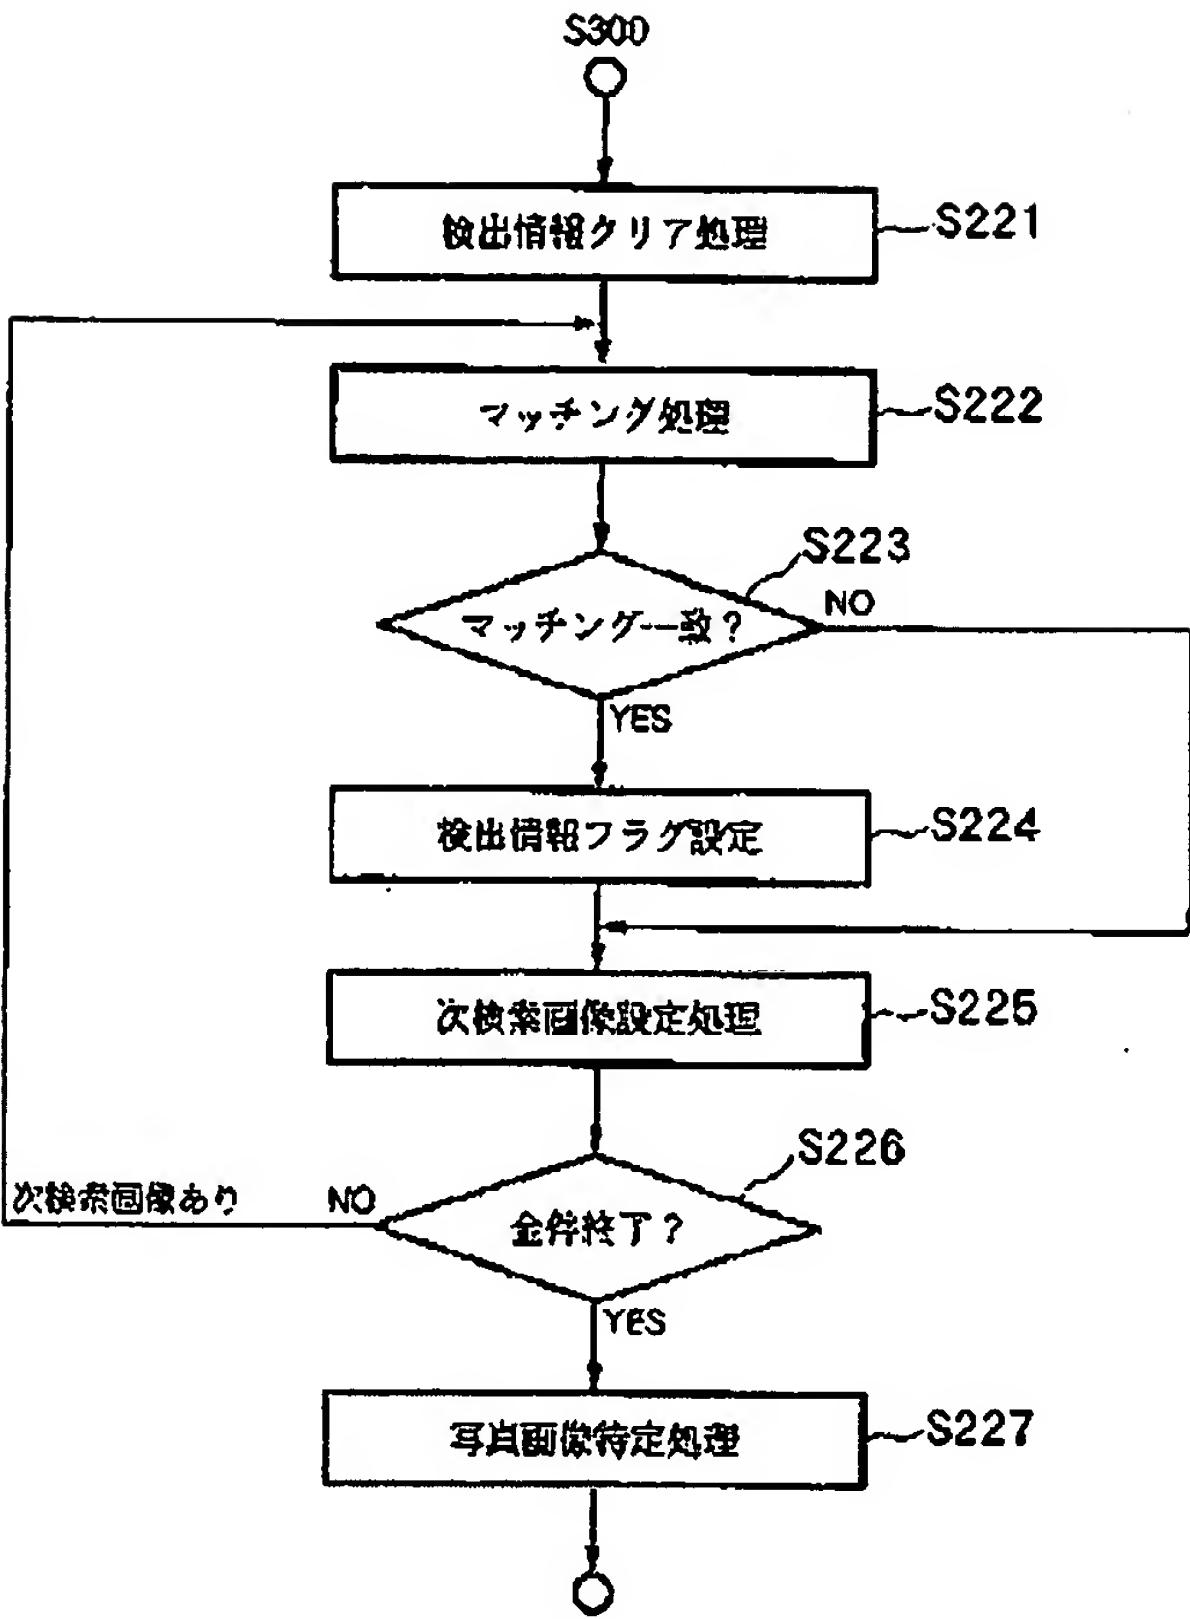 S300
検出情報クリア処理
S221
マッチング処理
S222
S223
マッチング一致?
NO
YES
検出情報フラグ設定
S224
次検索画像設定処理
S225
S226
次検索画像あり
NO
全件終了?
YES
写真画像特定処理
S227